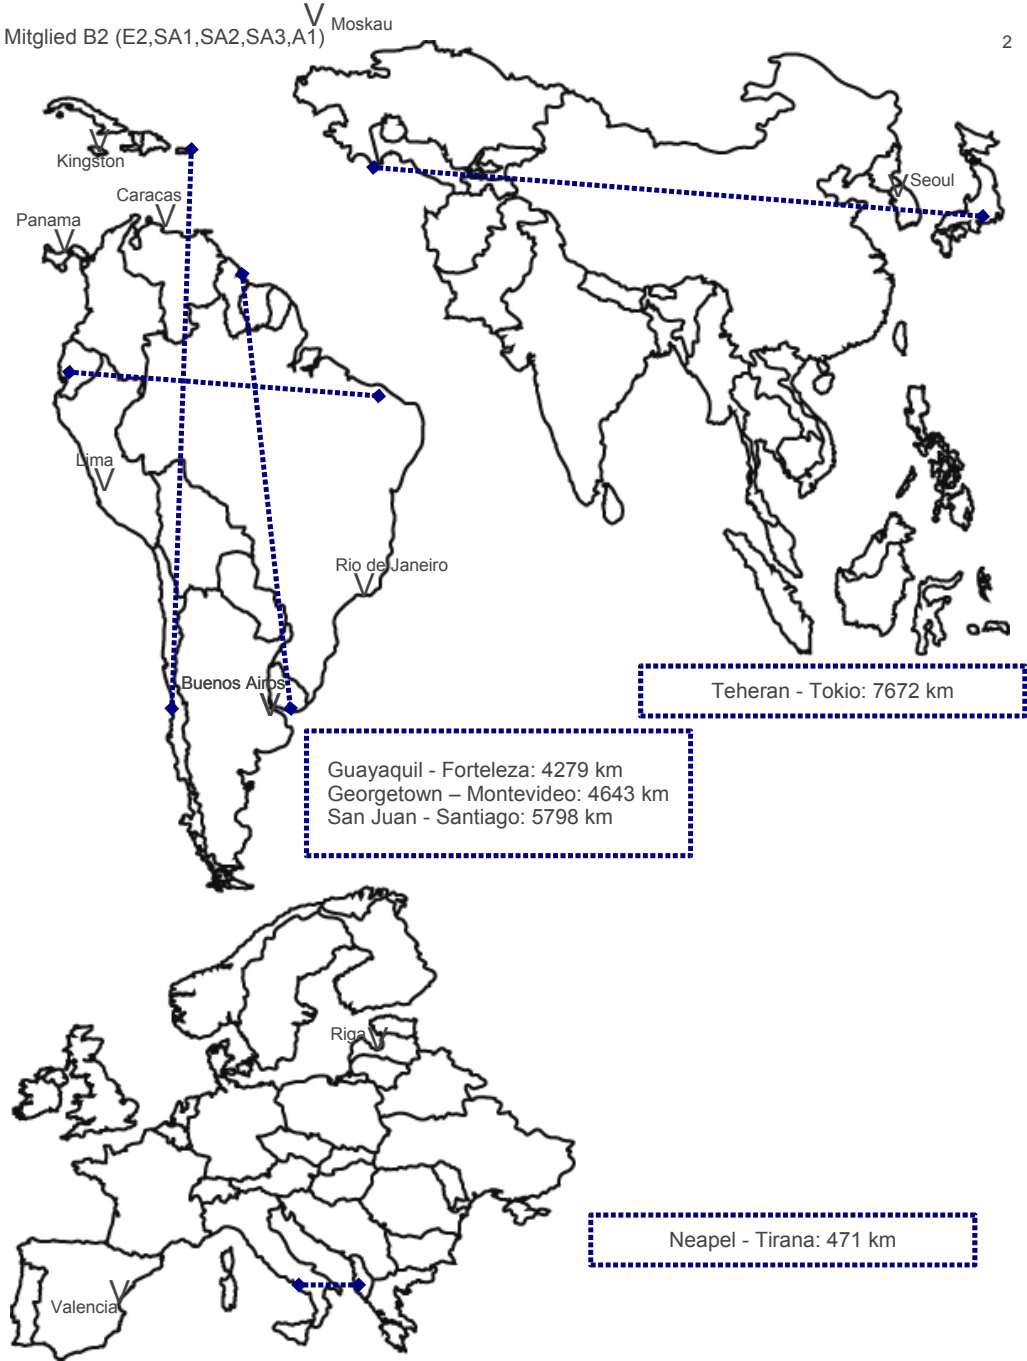 Moskau
Mitglied B2 (E2,SA1,SA2,SA3,A1)
2
Kingston
Caracas
Panama
Seoul
Lima
Rio de Janeiro
Buenos Aires
Teheran - Tokio: 7672 km
Guayaquil - Forteleza: 4279 km
Georgetown – Montevideo: 4643 km
San Juan - Santiago: 5798 km
Riga
Neapel - Tirana: 471 km
Valencia